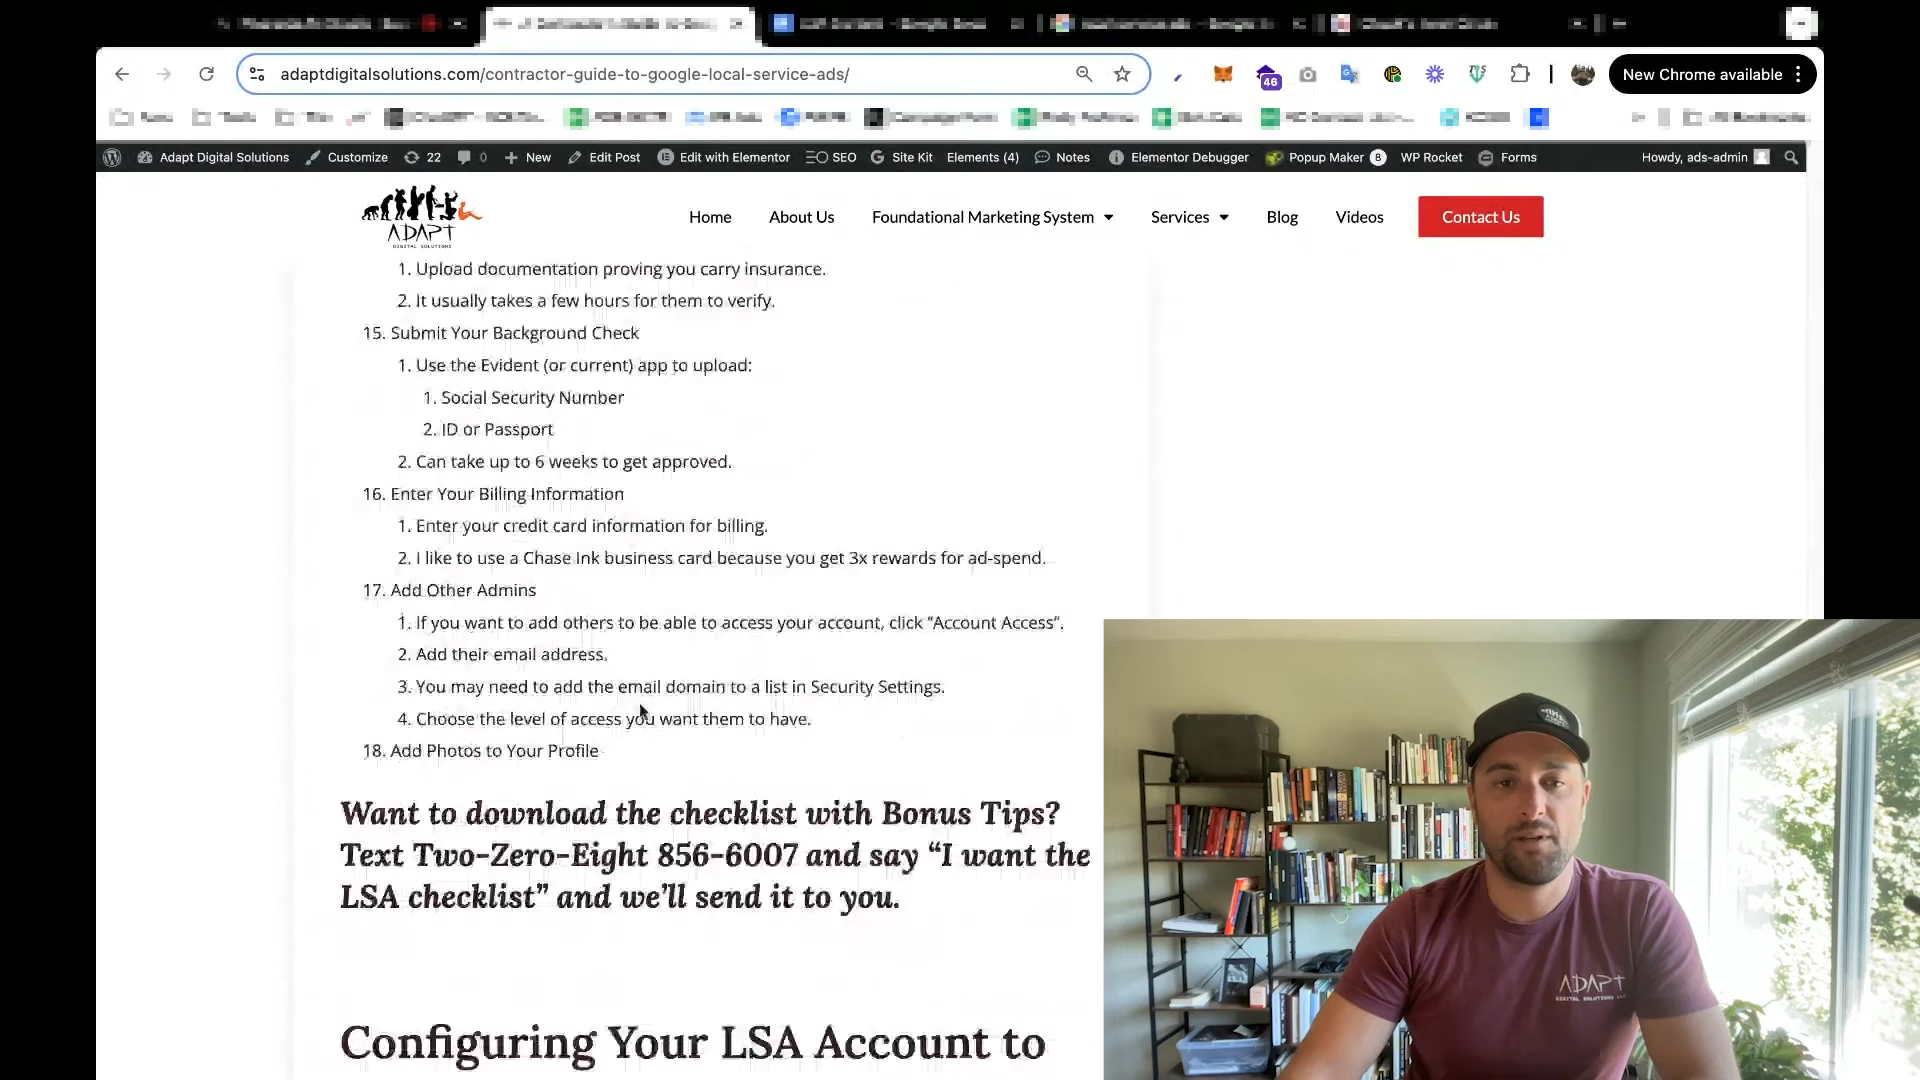 adaptdigitalsolutions.com/contractor-guide-to-google-local-service-ads/
46
New Chrome available
Adapt Digital Solutions Customize 22 0 New Edit Post Edit with Elementor SEO Site Kit Elements (4) Notes Elementor Debugger Popup Maker 8 WP Rocket Forms Howdy, ads-admin
ADAPT
DIGITAL SOLUTIONS
Home About Us Foundational Marketing System Services Blog Videos Contact Us
1. Upload documentation proving you carry insurance.
2. It usually takes a few hours for them to verify.
15. Submit Your Background Check
1. Use the Evident (or current) app to upload:
1. Social Security Number
2. ID or Passport
2. Can take up to 6 weeks to get approved.
16. Enter Your Billing Information
1. Enter your credit card information for billing.
2. I like to use a Chase Ink business card because you get 3x rewards for ad-spend.
17. Add Other Admins
1. If you want to add others to be able to access your account, click “Account Access”.
2. Add their email address.
3. You may need to add the email domain to a list in Security Settings.
4. Choose the level of access you want them to have.
18. Add Photos to Your Profile
Want to download the checklist with Bonus Tips?
Text Two-Zero-Eight 856-6007 and say “I want the
LSA checklist” and we’ll send it to you.
Configuring Your LSA Account to
ADAPT
DIGITAL SOLUTIONS